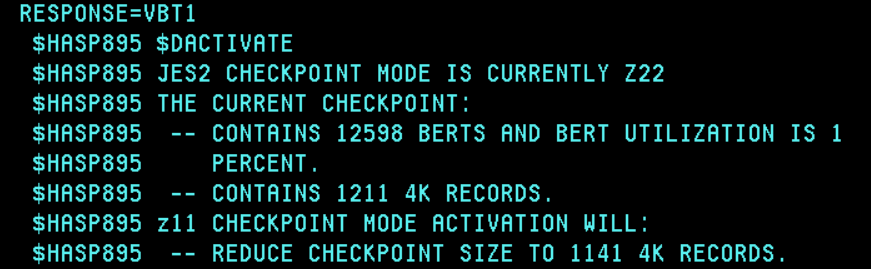 RESPONSE=VBT1
$HASP895 $DACTIVATE
$HASP895 JES2 CHECKPOINT MODE IS CURRENTLY Z22
$HASP895 THE CURRENT CHECKPOINT:
$HASP895  -- CONTAINS 12598 BERTS AND BERT UTILIZATION IS 1
$HASP895     PERCENT.
$HASP895  -- CONTAINS 1211 4K RECORDS.
$HASP895 z11 CHECKPOINT MODE ACTIVATION WILL:
$HASP895  -- REDUCE CHECKPOINT SIZE TO 1141 4K RECORDS.